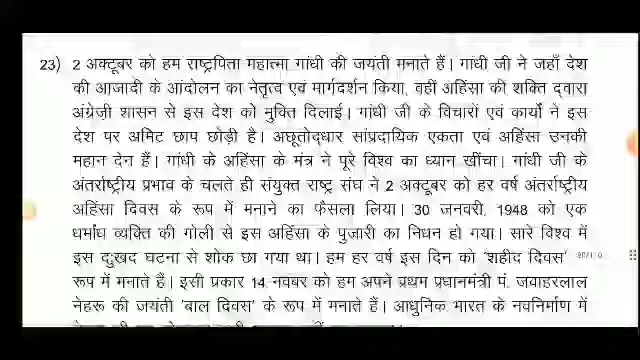 23) 2 अक्टूबर को हम राष्ट्रपिता महात्मा गांधी की जयंती मनाते हैं। गांधी जी ने जहाँ देश
की आजादी के आंदोलन का नेतृत्व एवं मार्गदर्शन किया, वहीं अहिंसा की शक्ति द्वारा
अंग्रेजी शासन से इस देश को मुक्ति दिलाई। गांधी जी के विचारों एवं कार्यों ने इस
देश पर अमिट छाप छोड़ी है। अछूतोद्धार सांप्रदायिक एकता एवं अहिंसा उनकी
महान देन हैं। गांधी के अहिंसा के मंत्र ने पूरे विश्व का ध्यान खींचा। गांधी जी के
अंतर्राष्ट्रीय प्रभाव के चलते ही संयुक्त राष्ट्र संघ ने 2 अक्टूबर को हर वर्ष अंतर्राष्ट्रीय
अहिंसा दिवस के रूप में मनाने का फैसला लिया। 30 जनवरी, 1948 को एक
धर्मांध व्यक्ति की गोली से इस अहिंसा के पुजारी का निधन हो गया। सारे विश्व में
इस दुःखद घटना से शोक छा गया था। हम हर वर्ष इस दिन को 'शहीद दिवस'
रूप में मनाते हैं। इसी प्रकार 14 नवंबर को हम अपने प्रथम प्रधानमंत्री पं. जवाहरलाल
नेहरू की जयंती 'बाल दिवस' के रूप में मनाते हैं। आधुनिक भारत के नवनिर्माण में